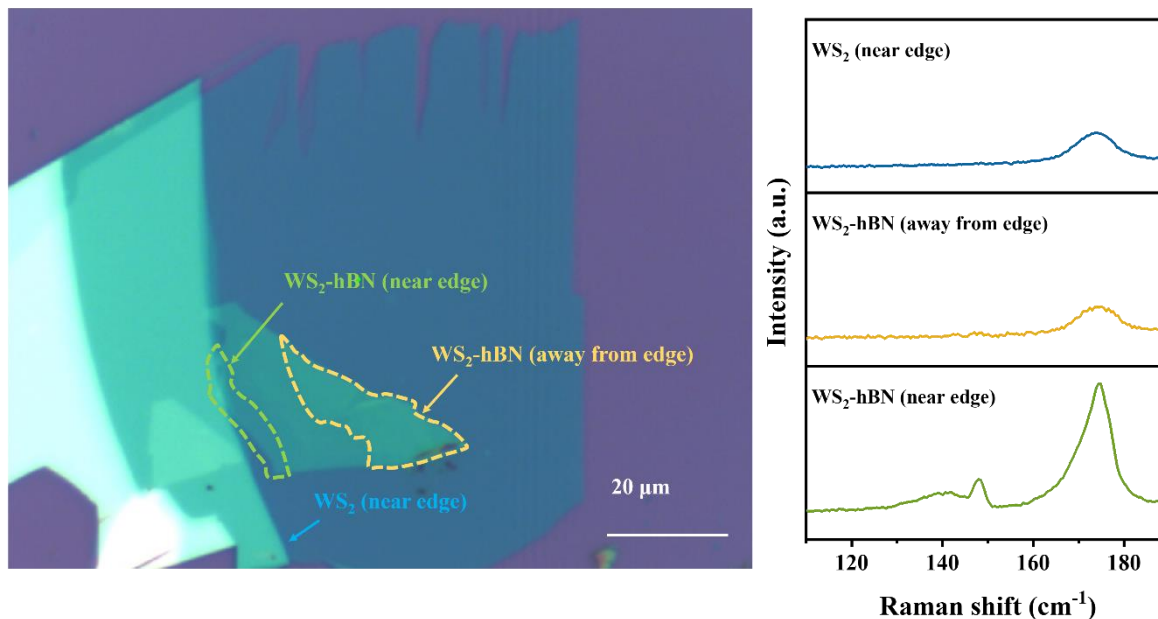 WS₂-hBN (near edge)
WS₂-hBN (away from edge)
WS₂ (near edge)
20 μm
Intensity (a.u.)
WS₂ (near edge)
WS₂-hBN (away from edge)
WS₂-hBN (near edge)
120 140 160 180
Raman shift (cm⁻¹)